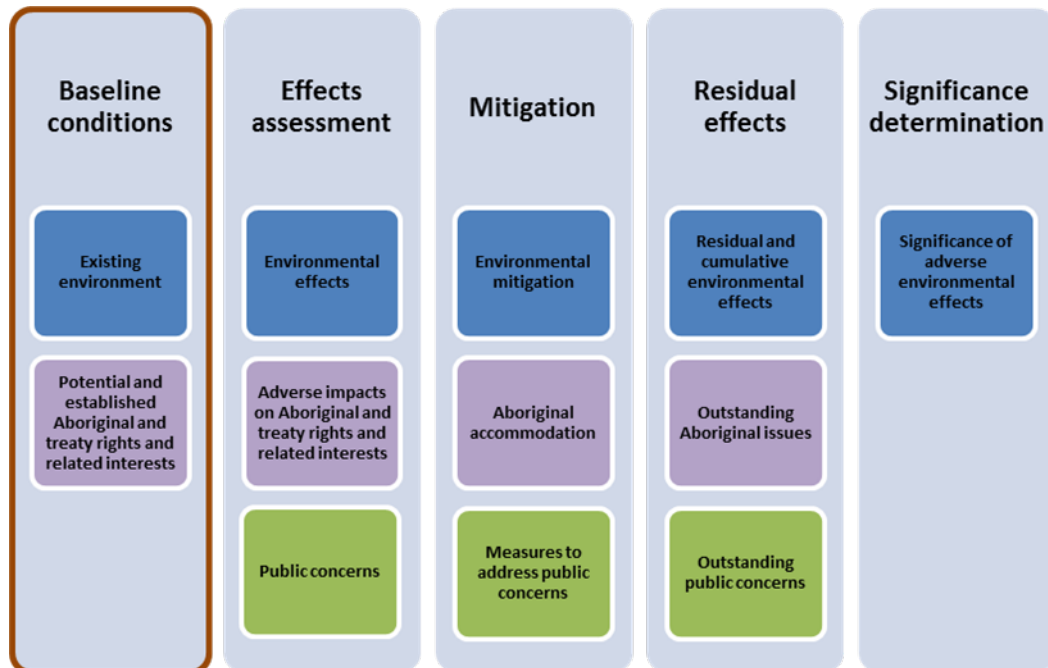 Baseline
conditions
Effects
assessment
Mitigation
Residual
effects
Significance
determination
Existing
environment
Environmental
effects
Environmental
mitigation
Residual and
cumulative
environmental
effects
Significance of
adverse
environmental
effects
Potential and
established
Aboriginal and
treaty rights and
related interests
Adverse impacts
on Aboriginal and
treaty rights and
related interests
Aboriginal
accommodation
Outstanding
Aboriginal issues
Public concerns
Measures to
address public
concerns
Outstanding
public concerns